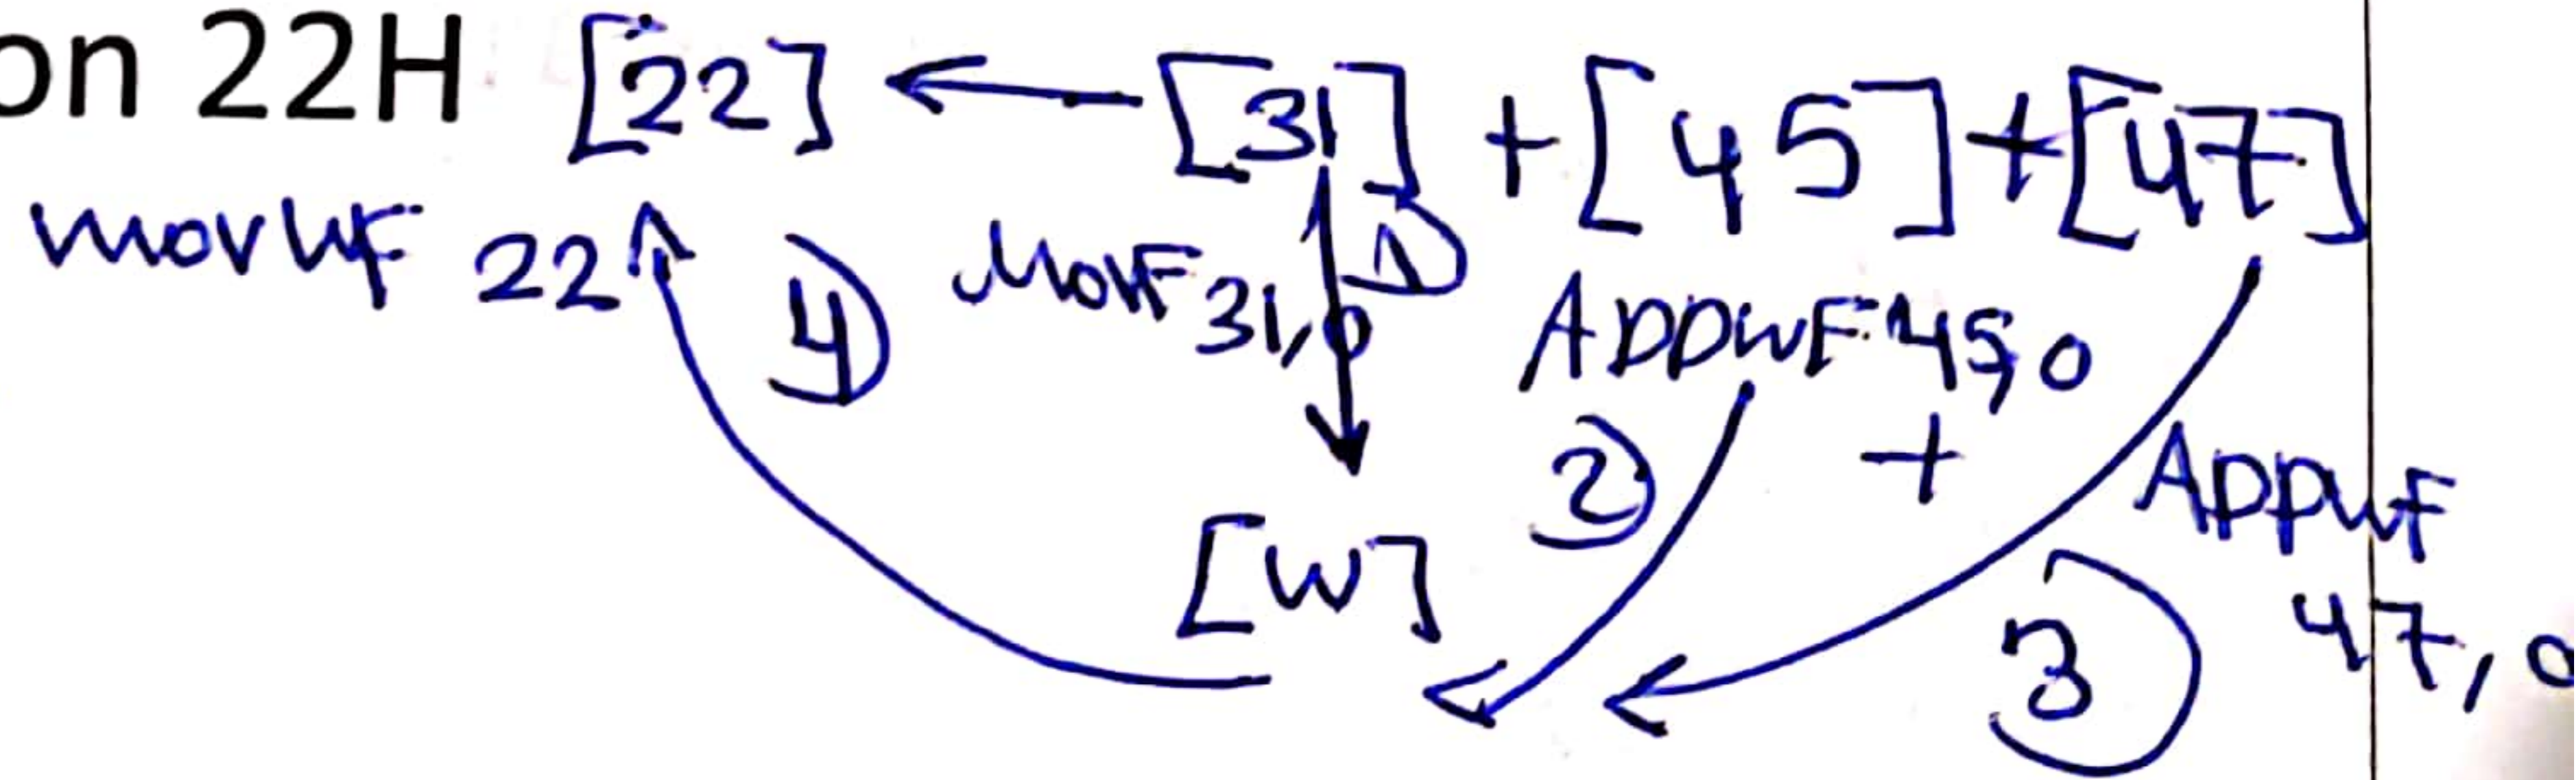 on 22H [22] ← [31] + [45] + [47]
movwf 22 4) MOVF 31,0 1) ADDWF 45,0
2) + ADDWF
[W] 3) 47,0